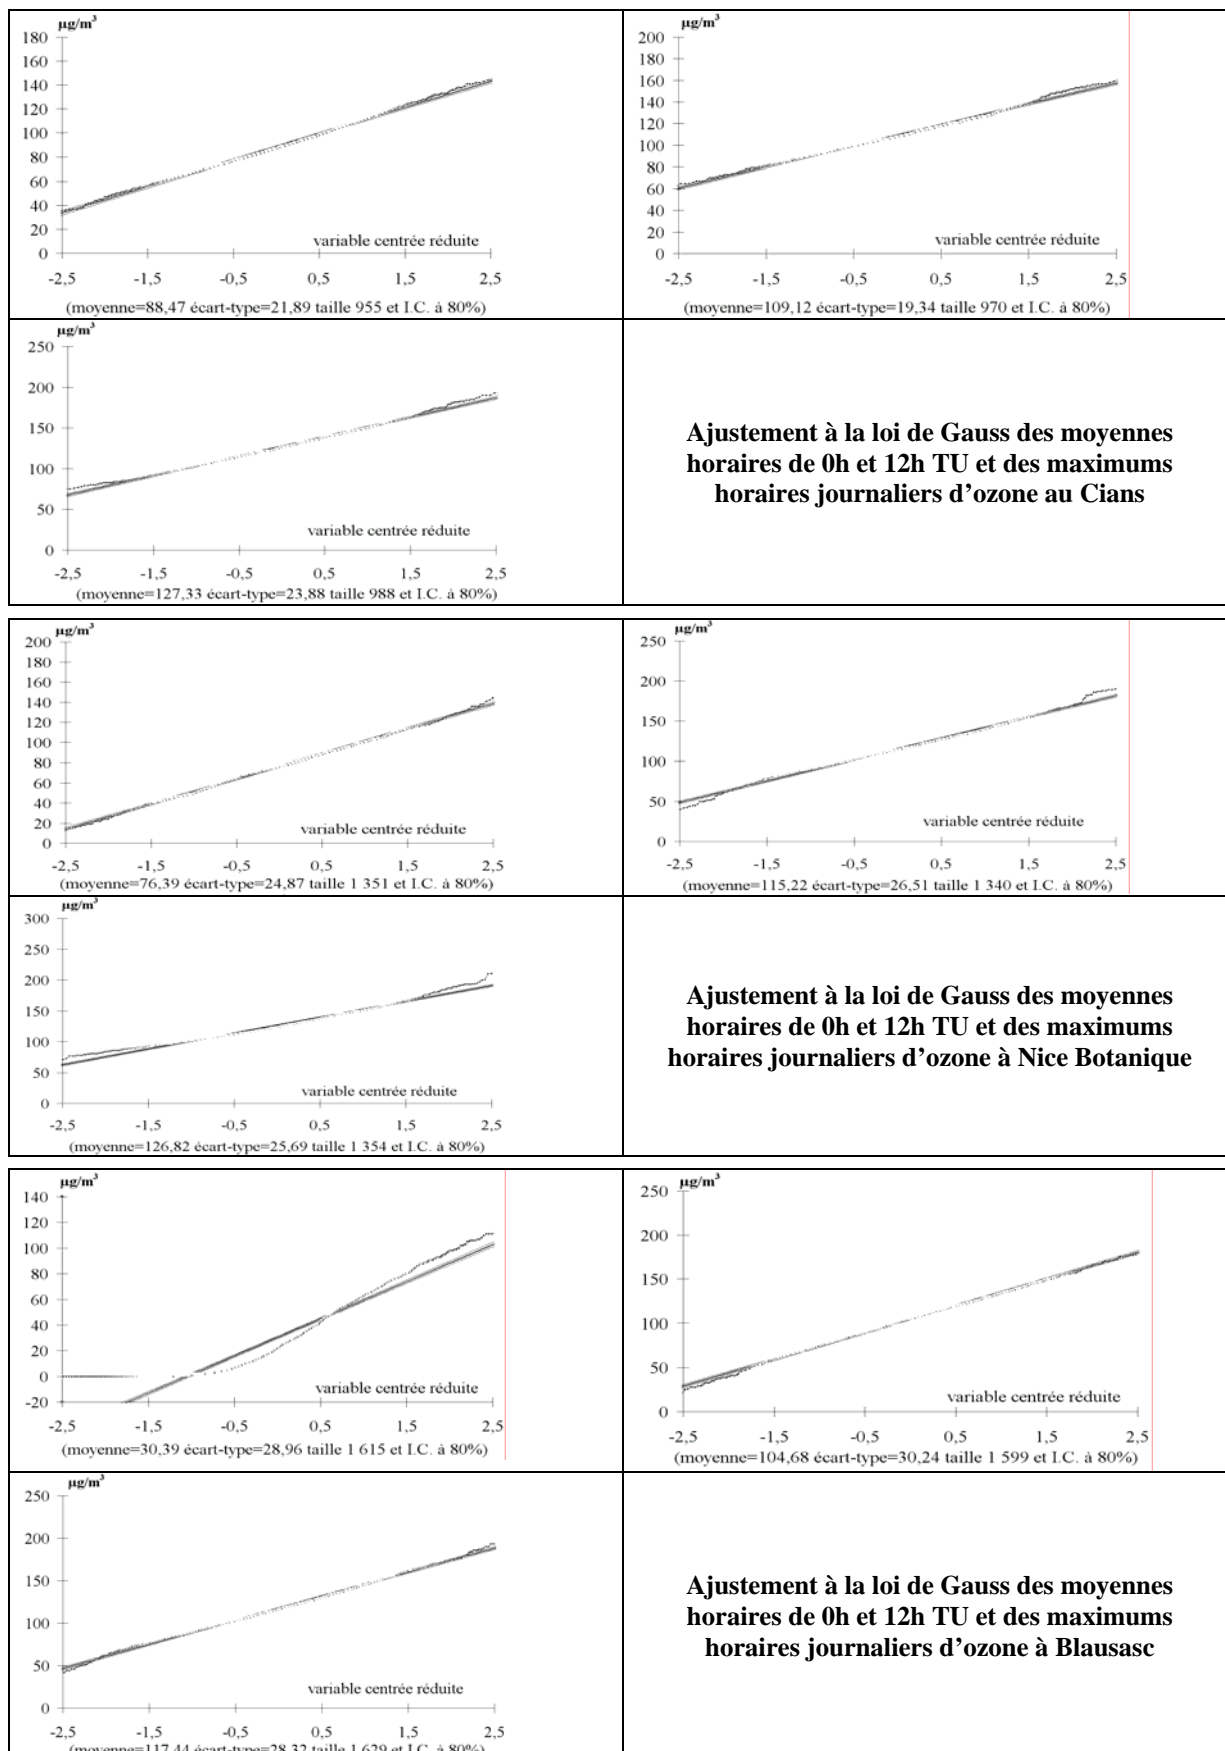 µg/m³
180
160
140
120
100
80
60
40
20
0
variable centrée réduite
-2,5 -1,5 -0,5 0,5 1,5 2,5
(moyenne=88,47 écart-type=21,89 taille 955 et I.C. à 80%)
µg/m³
200
180
160
140
120
100
80
60
40
20
0
variable centrée réduite
-2,5 -1,5 -0,5 0,5 1,5 2,5
(moyenne=109,12 écart-type=19,34 taille 970 et I.C. à 80%)
µg/m³
250
200
150
100
50
0
variable centrée réduite
-2,5 -1,5 -0,5 0,5 1,5 2,5
(moyenne=127,33 écart-type=23,88 taille 988 et I.C. à 80%)
Ajustement à la loi de Gauss des moyennes
horaires de 0h et 12h TU et des maximums
horaires journaliers d’ozone au Cians
µg/m³
200
180
160
140
120
100
80
60
40
20
0
variable centrée réduite
-2,5 -1,5 -0,5 0,5 1,5 2,5
(moyenne=76,39 écart-type=24,87 taille 1 351 et I.C. à 80%)
µg/m³
250
200
150
100
50
0
variable centrée réduite
-2,5 -1,5 -0,5 0,5 1,5 2,5
(moyenne=115,22 écart-type=26,51 taille 1 340 et I.C. à 80%)
µg/m³
300
250
200
150
100
50
0
variable centrée réduite
-2,5 -1,5 -0,5 0,5 1,5 2,5
(moyenne=126,82 écart-type=25,69 taille 1 354 et I.C. à 80%)
Ajustement à la loi de Gauss des moyennes
horaires de 0h et 12h TU et des maximums
horaires journaliers d’ozone à Nice Botanique
µg/m³
140
120
100
80
60
40
20
0
-20
variable centrée réduite
-2,5 -1,5 -0,5 0,5 1,5 2,5
(moyenne=30,39 écart-type=28,96 taille 1 615 et I.C. à 80%)
µg/m³
250
200
150
100
50
0
variable centrée réduite
-2,5 -1,5 -0,5 0,5 1,5 2,5
(moyenne=104,68 écart-type=30,24 taille 1 599 et I.C. à 80%)
µg/m³
250
200
150
100
50
0
variable centrée réduite
-2,5 -1,5 -0,5 0,5 1,5 2,5
(moyenne=117,44 écart-type=28,32 taille 1 629 et I.C. à 80%)
Ajustement à la loi de Gauss des moyennes
horaires de 0h et 12h TU et des maximums
horaires journaliers d’ozone à Blausasc